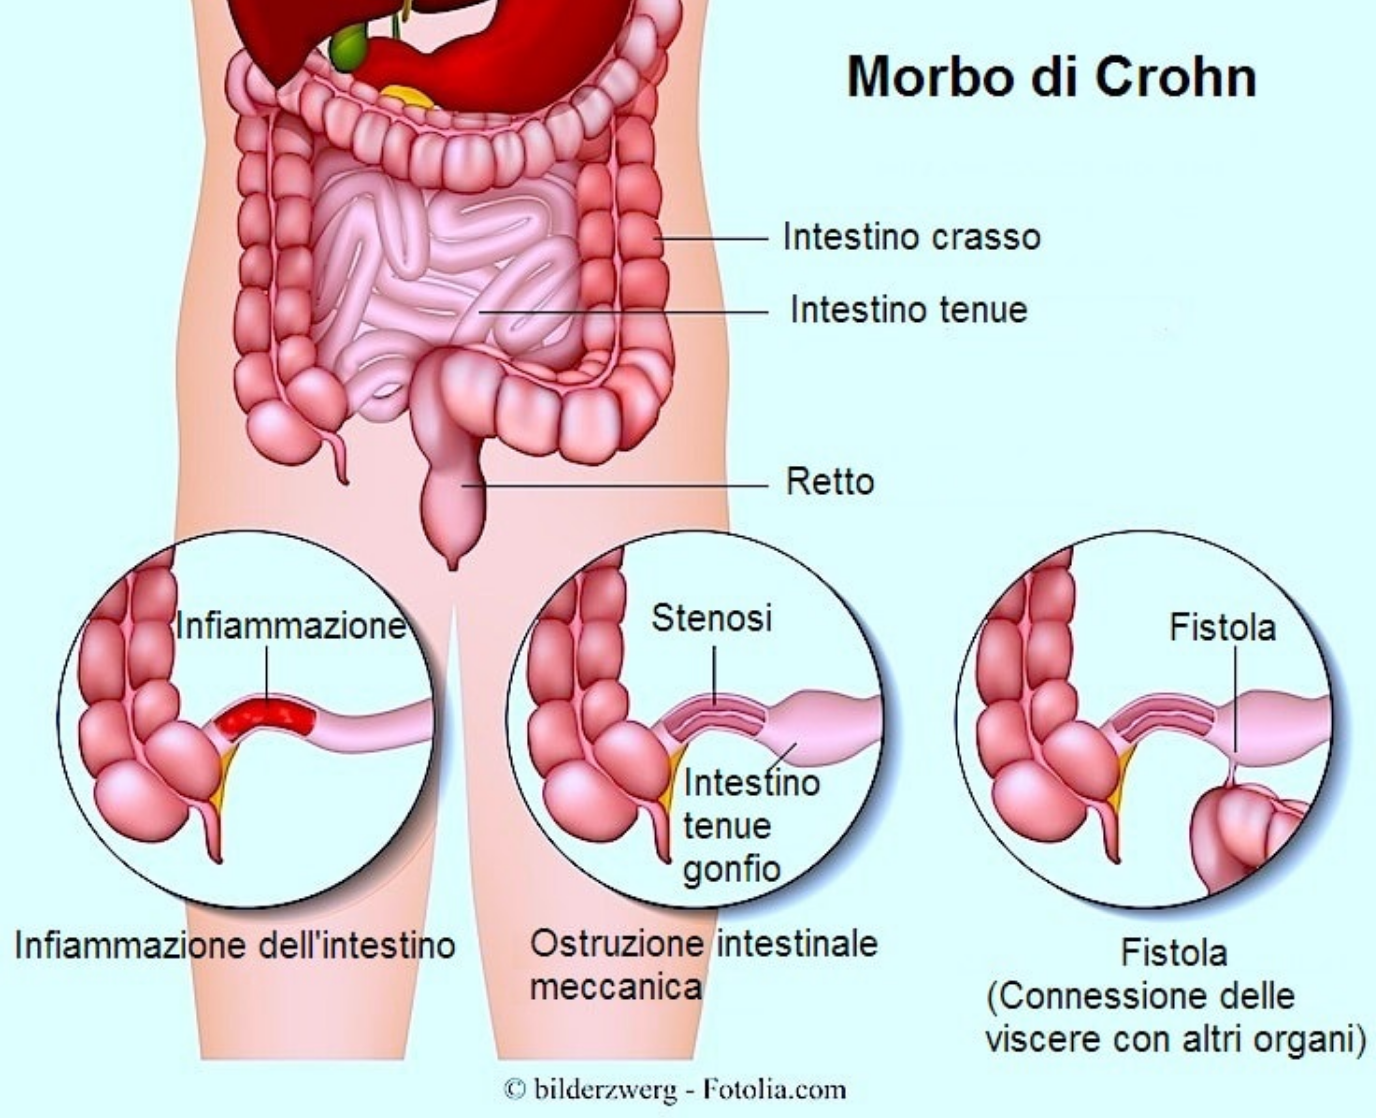 Morbo di Crohn
Intestino crasso
Intestino tenue
Retto
Infiammazione
Stenosi
Intestino
tenue
gonfio
Fistola
Infiammazione dell'intestino
Ostruzione intestinale
meccanica
Fistola
(Connessione delle
viscere con altri organi)
© bilderzwerg - Fotolia.com